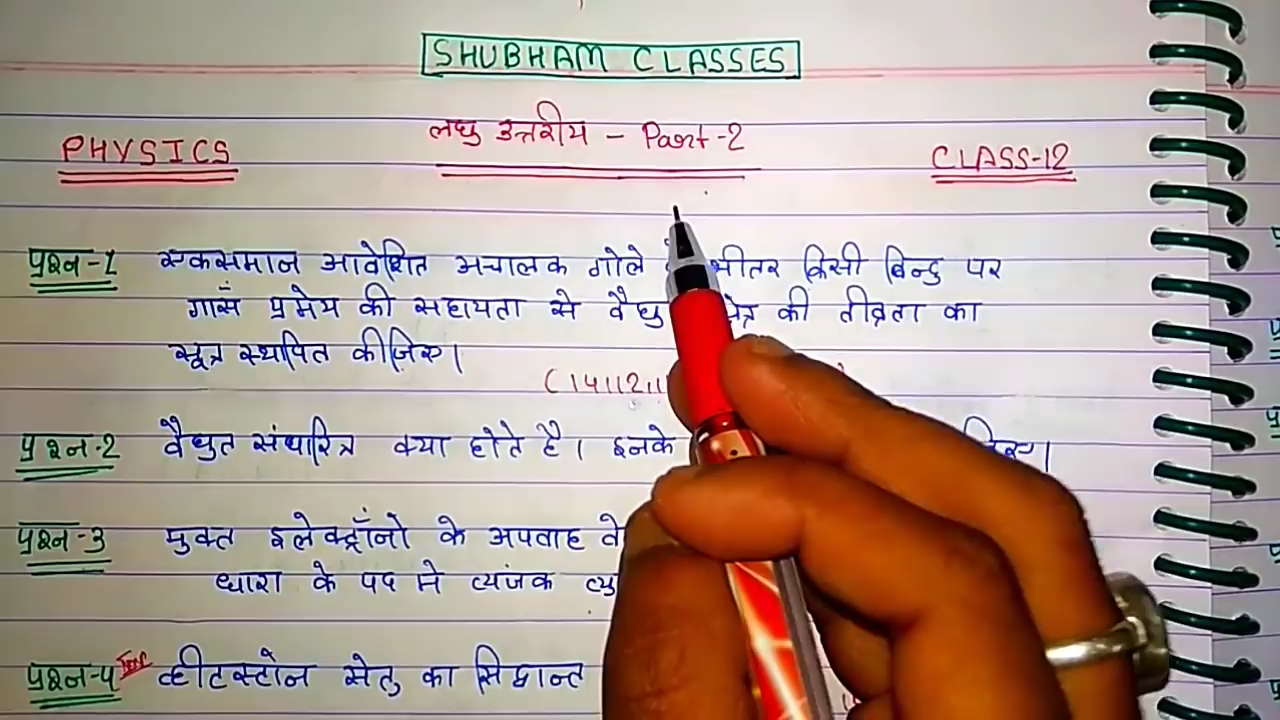 SHUBHAM CLASSES
लघु उत्तरीय – Part-2
PHYSICS
CLASS-12
प्रश्न-1 एकसमान आवेशित अचालक गोले भीतर किसी बिन्दु पर
गॉस प्रमेय की सहायता से वैधु की तीव्रता का
सूत्र स्थापित कीजिए।
प्रश्न-2 वैधुत संधारित्र क्या होते है। इनके
प्रश्न-3 मुक्त इलेक्ट्रॉनो के अपवाह वे
धारा के पद मे व्यंजक व्यु
प्रश्न-4 Imp व्हीटस्टोन सेतु का सिद्धान्त